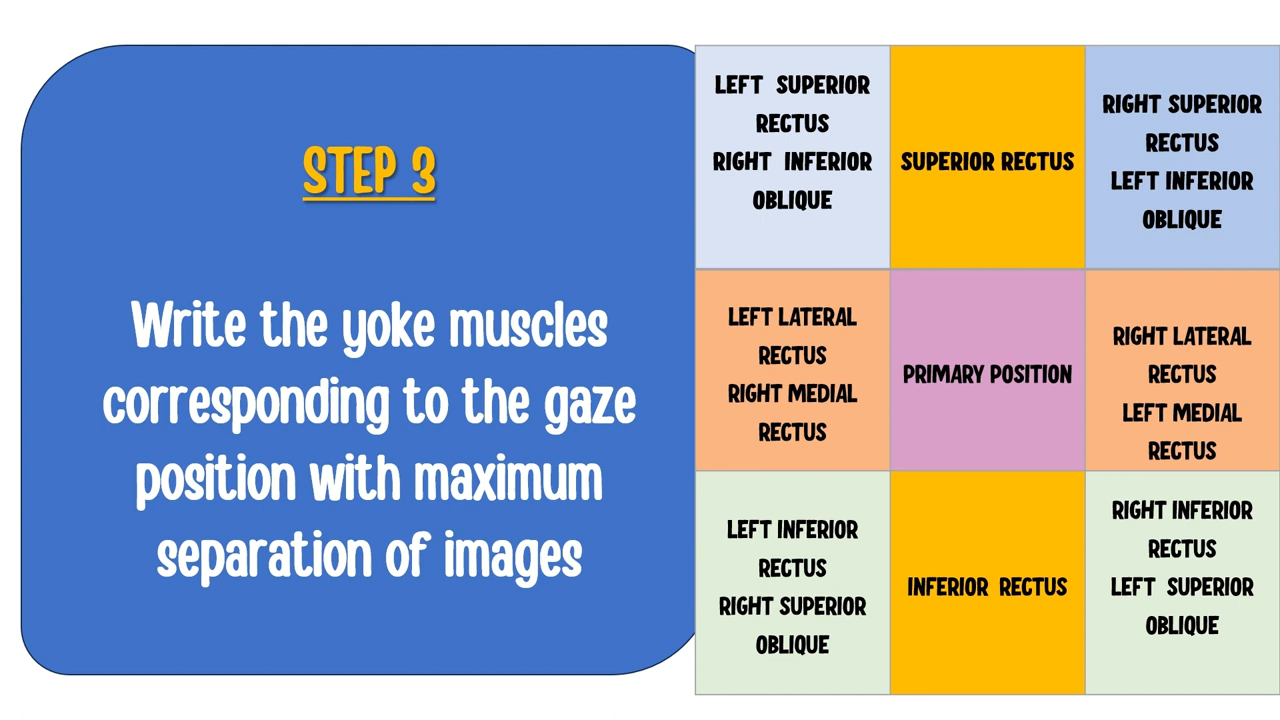 STEP 3
Write the yoke muscles
corresponding to the gaze
position with maximum
separation of images
LEFT SUPERIOR
RECTUS
RIGHT INFERIOR
OBLIQUE
SUPERIOR RECTUS
RIGHT SUPERIOR
RECTUS
LEFT INFERIOR
OBLIQUE
LEFT LATERAL
RECTUS
RIGHT MEDIAL
RECTUS
PRIMARY POSITION
RIGHT LATERAL
RECTUS
LEFT MEDIAL
RECTUS
LEFT INFERIOR
RECTUS
RIGHT SUPERIOR
OBLIQUE
INFERIOR RECTUS
RIGHT INFERIOR
RECTUS
LEFT SUPERIOR
OBLIQUE